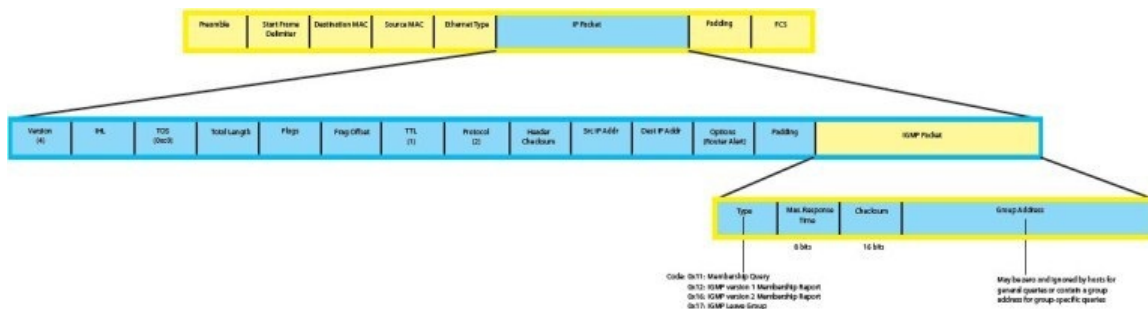 Preamble
Start Frame
Delimiter
Destination MAC
Source MAC
Ethernet Type
IP Packet
Padding
FCS
Version
(4)
IHL
TOS
(0xc0)
Total Length
Flags
Frag Offset
TTL
(1)
Protocol
(2)
Header
Checksum
Src IP Addr
Dest IP Addr
Options
(Router Alert)
Padding
IGMP Packet
Type
Max. Response
Time
Checksum
Group Address
8 bits
16 bits
Code: 0x11: Membership Query
0x12: IGMP version 1 Membership Report
0x16: IGMP version 2 Membership Report
0x17: IGMP Leave Group
May be zero and ignored by hosts for
general queries or contain a group
address for group-specific queries